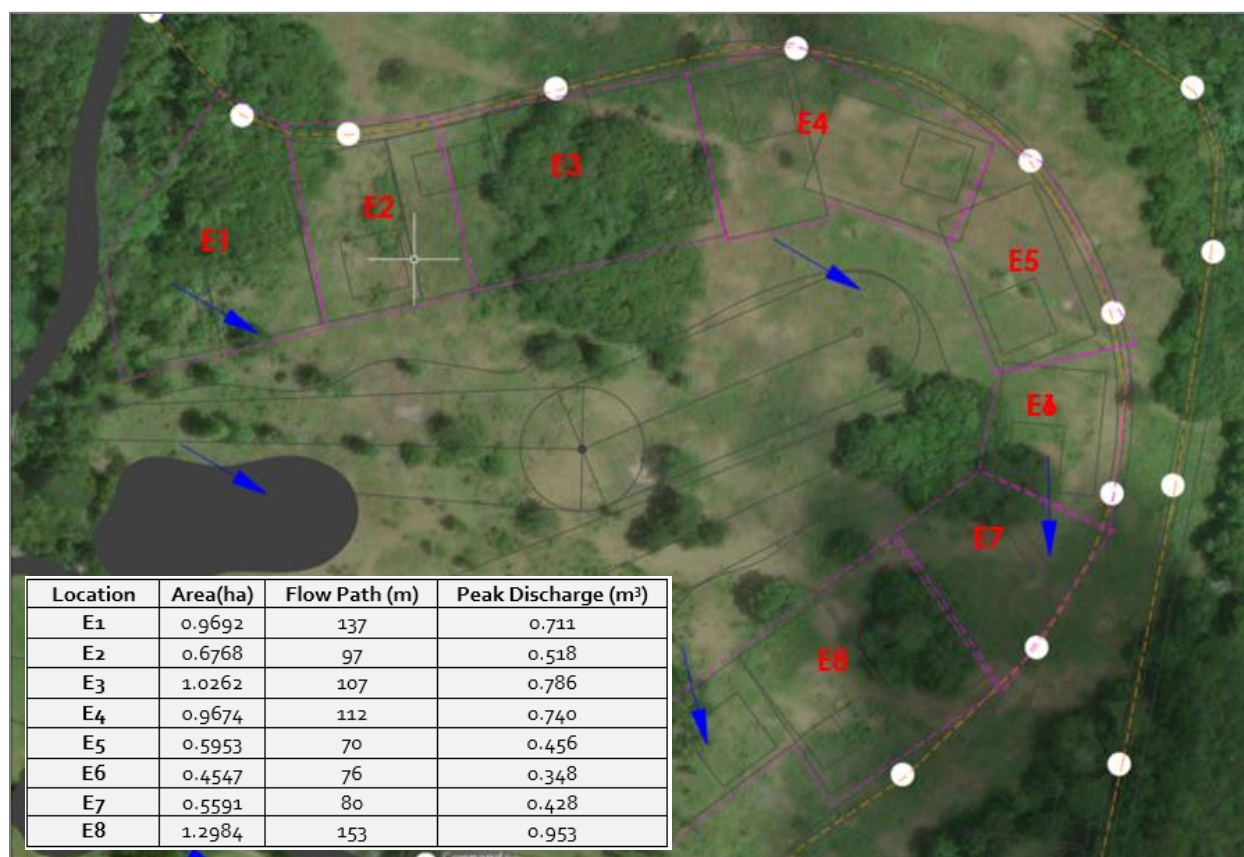 E4
E3
E2
E1
E5
E7
E8
Location Area(ha) Flow Path (m) Peak Discharge (m³)
E1 0.9692 137 0.711
E2 0.6768 97 0.518
E3 1.0262 107 0.786
E4 0.9674 112 0.740
E5 0.5953 70 0.456
E6 0.4547 76 0.348
E7 0.5591 80 0.428
E8 1.2984 153 0.953